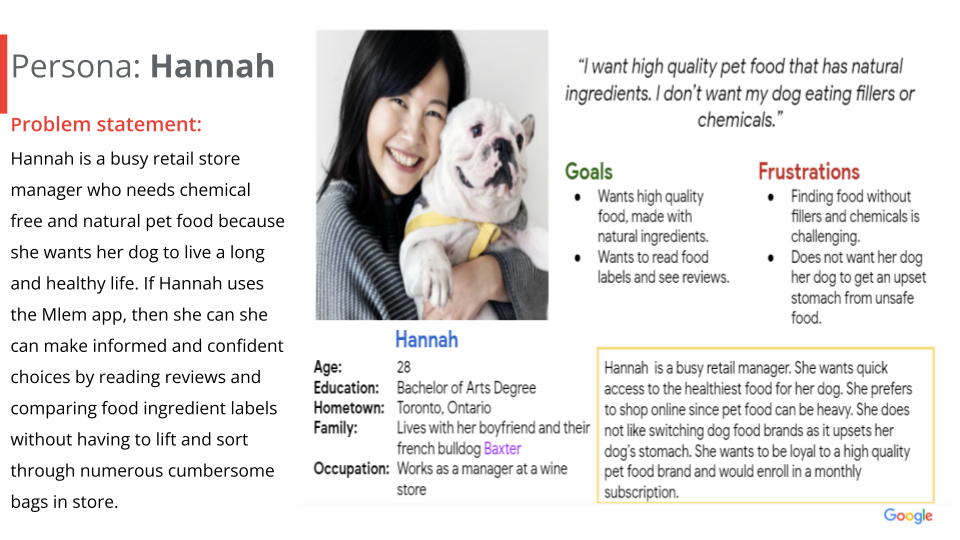 Persona: Hannah
Problem statement:
Hannah is a busy retail store
manager who needs chemical
free and natural pet food because
she wants her dog to live a long
and healthy life. If Hannah uses
the Mlem app, then she can she
can make informed and confident
choices by reading reviews and
comparing food ingredient labels
without having to lift and sort
through numerous cumbersome
bags in store.
“I want high quality pet food that has natural
ingredients. I don’t want my dog eating fillers or
chemicals.”
Goals
● Wants high quality
food, made with
natural ingredients.
● Wants to read food
labels and see reviews.
Frustrations
● Finding food without
fillers and chemicals is
challenging.
● Does not want her dog
her dog to get an upset
stomach from unsafe
food.
Hannah
Age: 28
Education: Bachelor of Arts Degree
Hometown: Toronto, Ontario
Family: Lives with her boyfriend and their
french bulldog Baxter
Occupation: Works as a manager at a wine
store
Hannah is a busy retail manager. She wants quick
access to the healthiest food for her dog. She prefers
to shop online since pet food can be heavy. She does
not like switching dog food brands as it upsets her
dog’s stomach. She wants to be loyal to a high quality
pet food brand and would enroll in a monthly
subscription.
Google